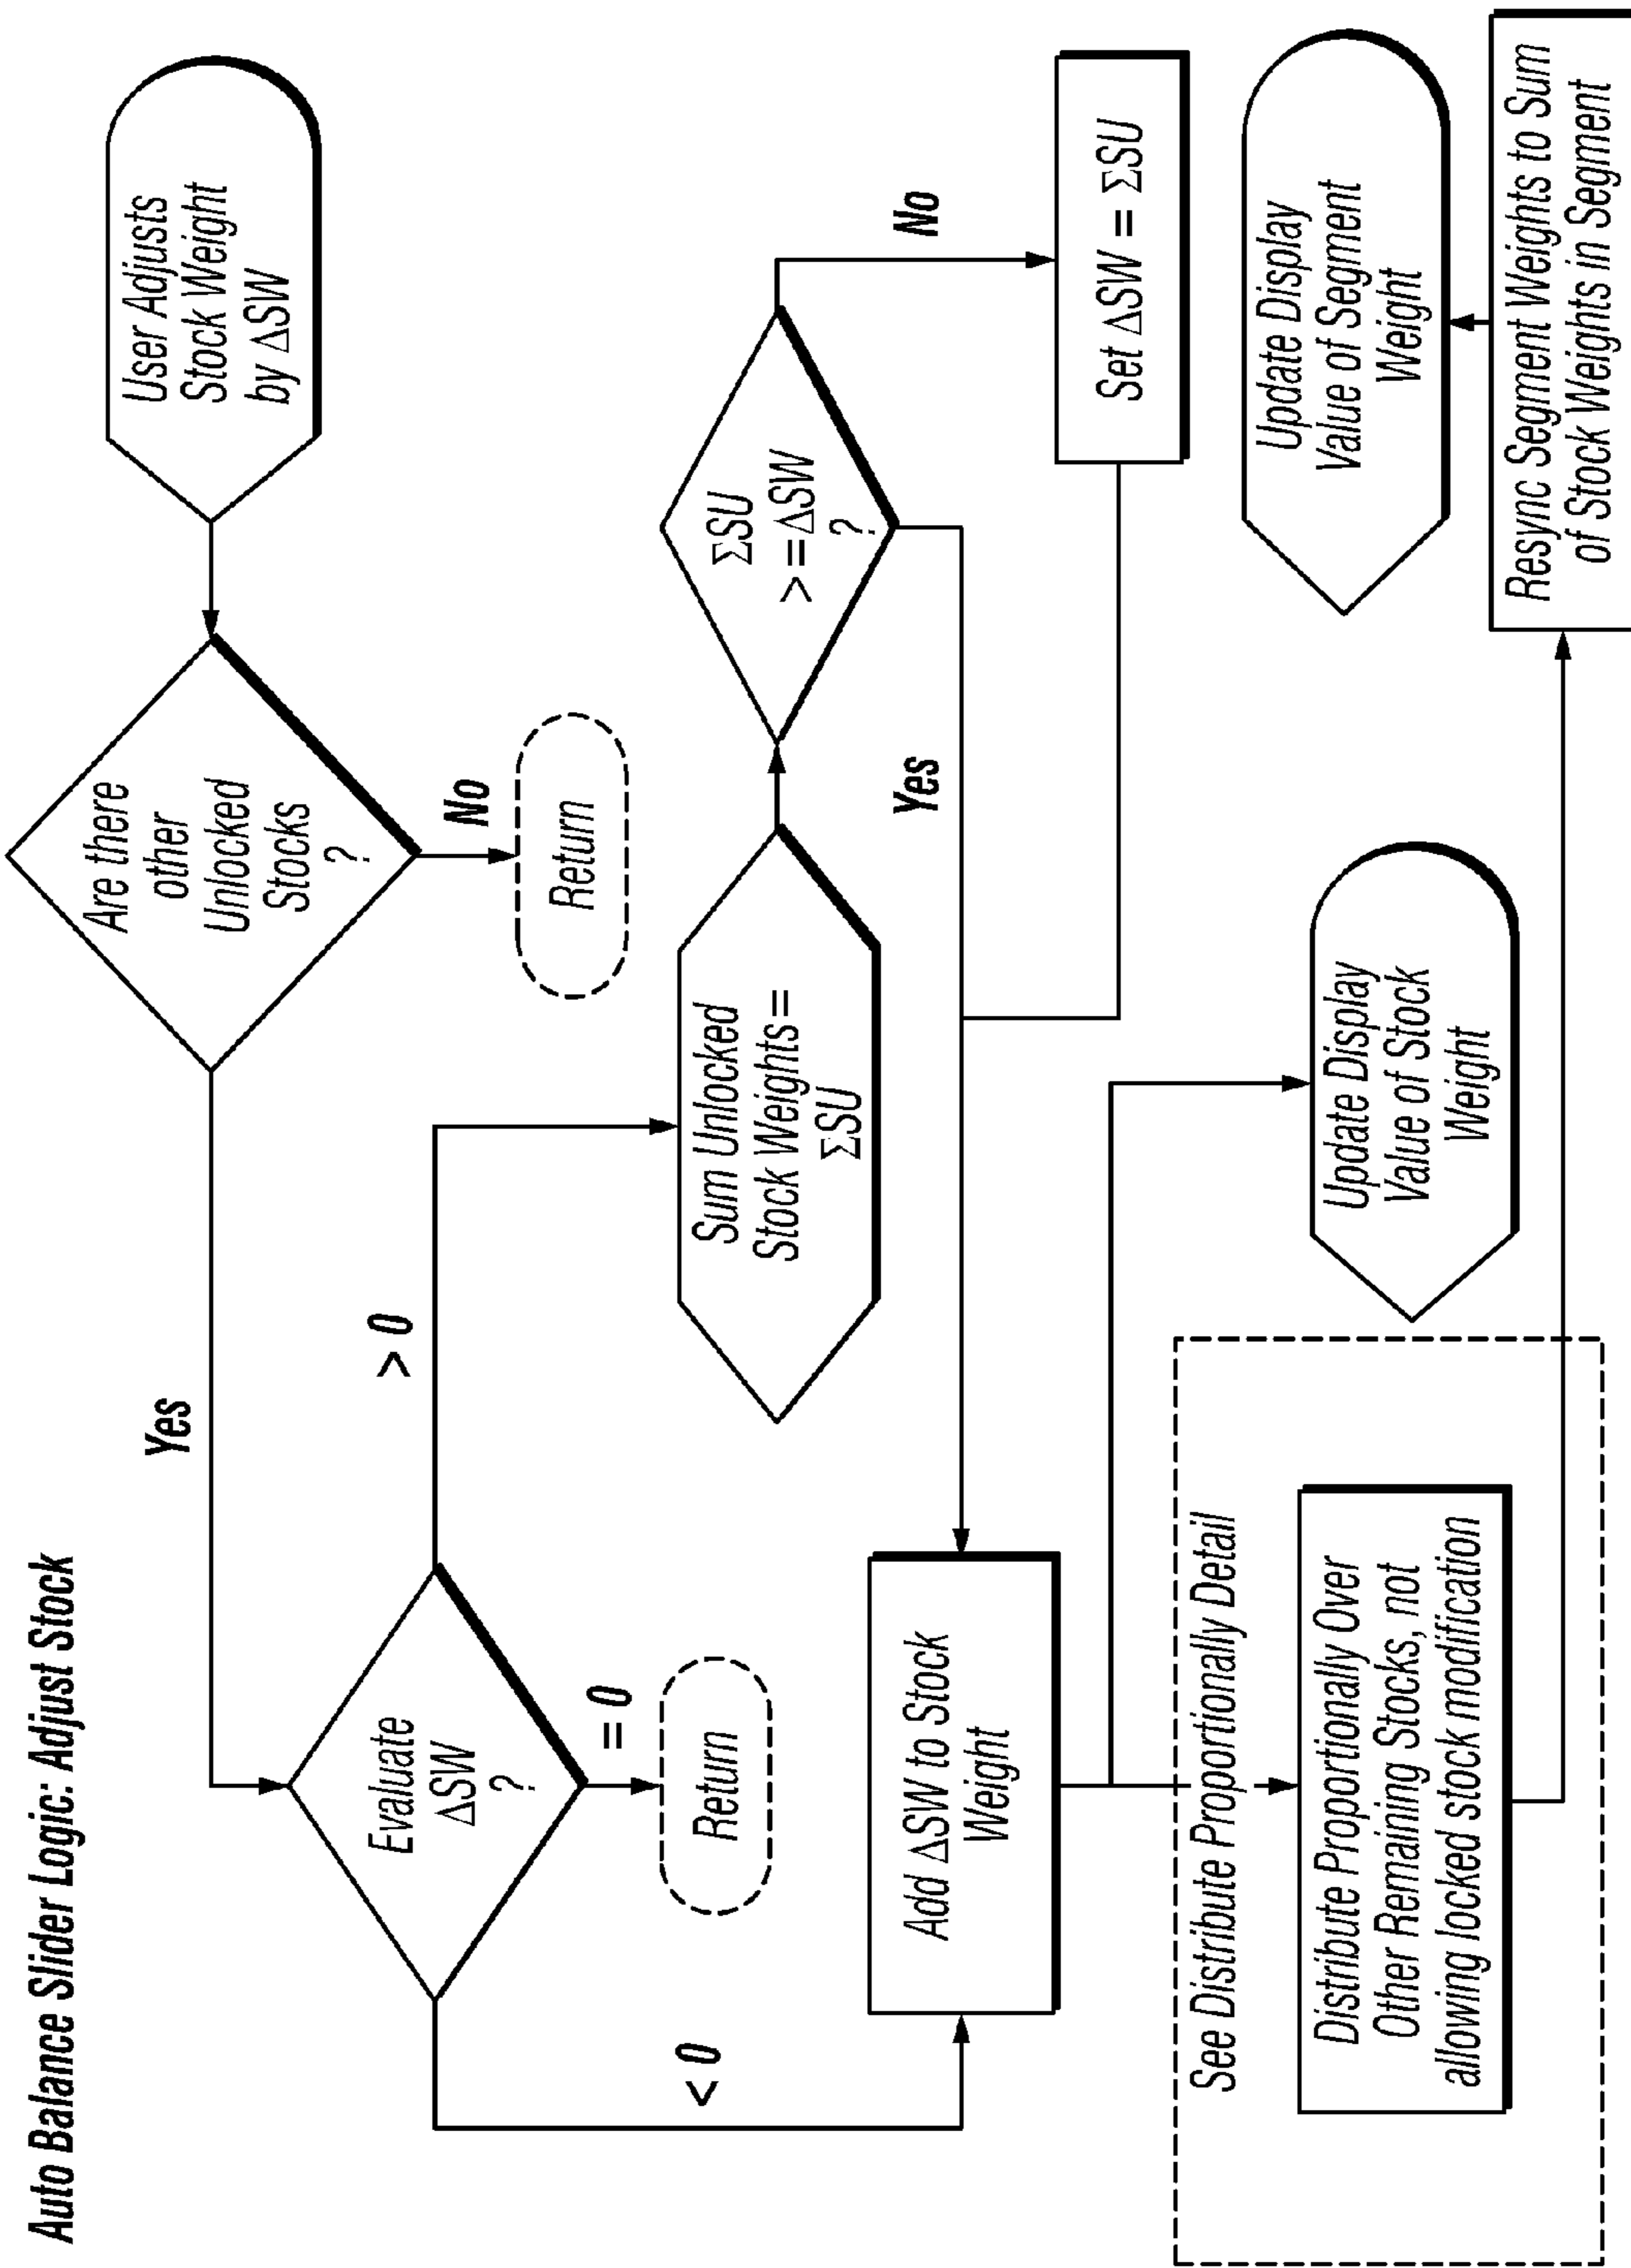 Auto Balance Slider Logic: Adjust Stock
User Adjusts
Stock Weight
by ΔSW
Are there
other
Unlocked
Stocks
?
Yes
No
Return
Evaluate
ΔSW
?
> 0
= 0
< 0
Return
Sum Unlocked
Stock Weights=
ΣSU
ΣSU
>=ΔSW
?
Yes
No
Set ΔSW = ΣSU
Add ΔSW to Stock
Weight
Update Display
Value of Stock
Weight
See Distribute Proportionally Detail
Distribute Proportionally Over
Other Remaining Stocks, not
allowing locked stock modification
Update Display
Value of Segment
Weight
Resync Segment Weights to Sum
of Stock Weights in Segment